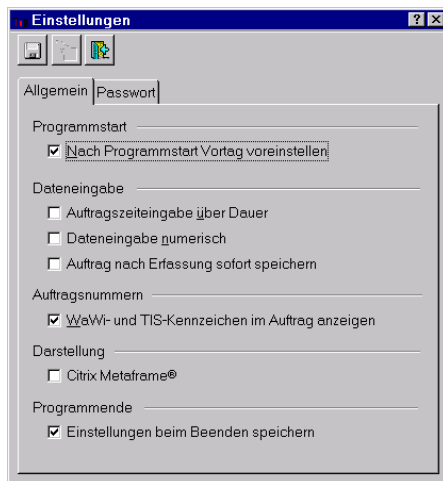 Einstellungen
Allgemein Passwort
Programmstart
Nach Programmstart Vortag voreinstellen
Dateneingabe
Auftragszeiteingabe über Dauer
Dateneingabe numerisch
Auftrag nach Erfassung sofort speichern
Auftragsnummern
WaWi- und TIS-Kennzeichen im Auftrag anzeigen
Darstellung
Citrix Metaframe®
Programmende
Einstellungen beim Beenden speichern